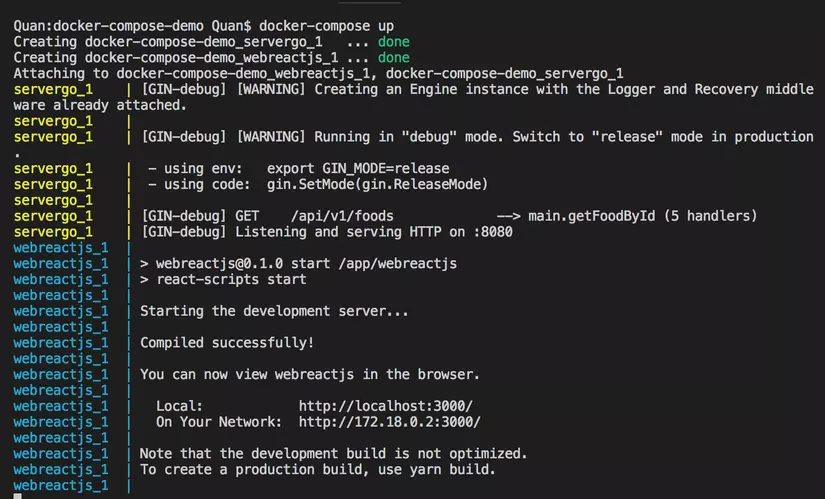 Quan:docker-compose-demo Quan$ docker-compose up
Creating docker-compose-demo_servergo_1   ... done
Creating docker-compose-demo_webreactjs_1 ... done
Attaching to docker-compose-demo_webreactjs_1, docker-compose-demo_servergo_1
servergo_1    | [GIN-debug] [WARNING] Creating an Engine instance with the Logger and Recovery middle
ware already attached.
servergo_1    |
servergo_1    | [GIN-debug] [WARNING] Running in "debug" mode. Switch to "release" mode in production
.
servergo_1    |  - using env:   export GIN_MODE=release
servergo_1    |  - using code:  gin.SetMode(gin.ReleaseMode)
servergo_1    |
servergo_1    | [GIN-debug] GET    /api/v1/foods             --> main.getFoodById (5 handlers)
servergo_1    | [GIN-debug] Listening and serving HTTP on :8080
webreactjs_1  |
webreactjs_1  | > webreactjs@0.1.0 start /app/webreactjs
webreactjs_1  | > react-scripts start
webreactjs_1  |
webreactjs_1  | Starting the development server...
webreactjs_1  |
webreactjs_1  | Compiled successfully!
webreactjs_1  |
webreactjs_1  | You can now view webreactjs in the browser.
webreactjs_1  |
webreactjs_1  |   Local:            http://localhost:3000/
webreactjs_1  |   On Your Network:  http://172.18.0.2:3000/
webreactjs_1  |
webreactjs_1  | Note that the development build is not optimized.
webreactjs_1  | To create a production build, use yarn build.
webreactjs_1  |